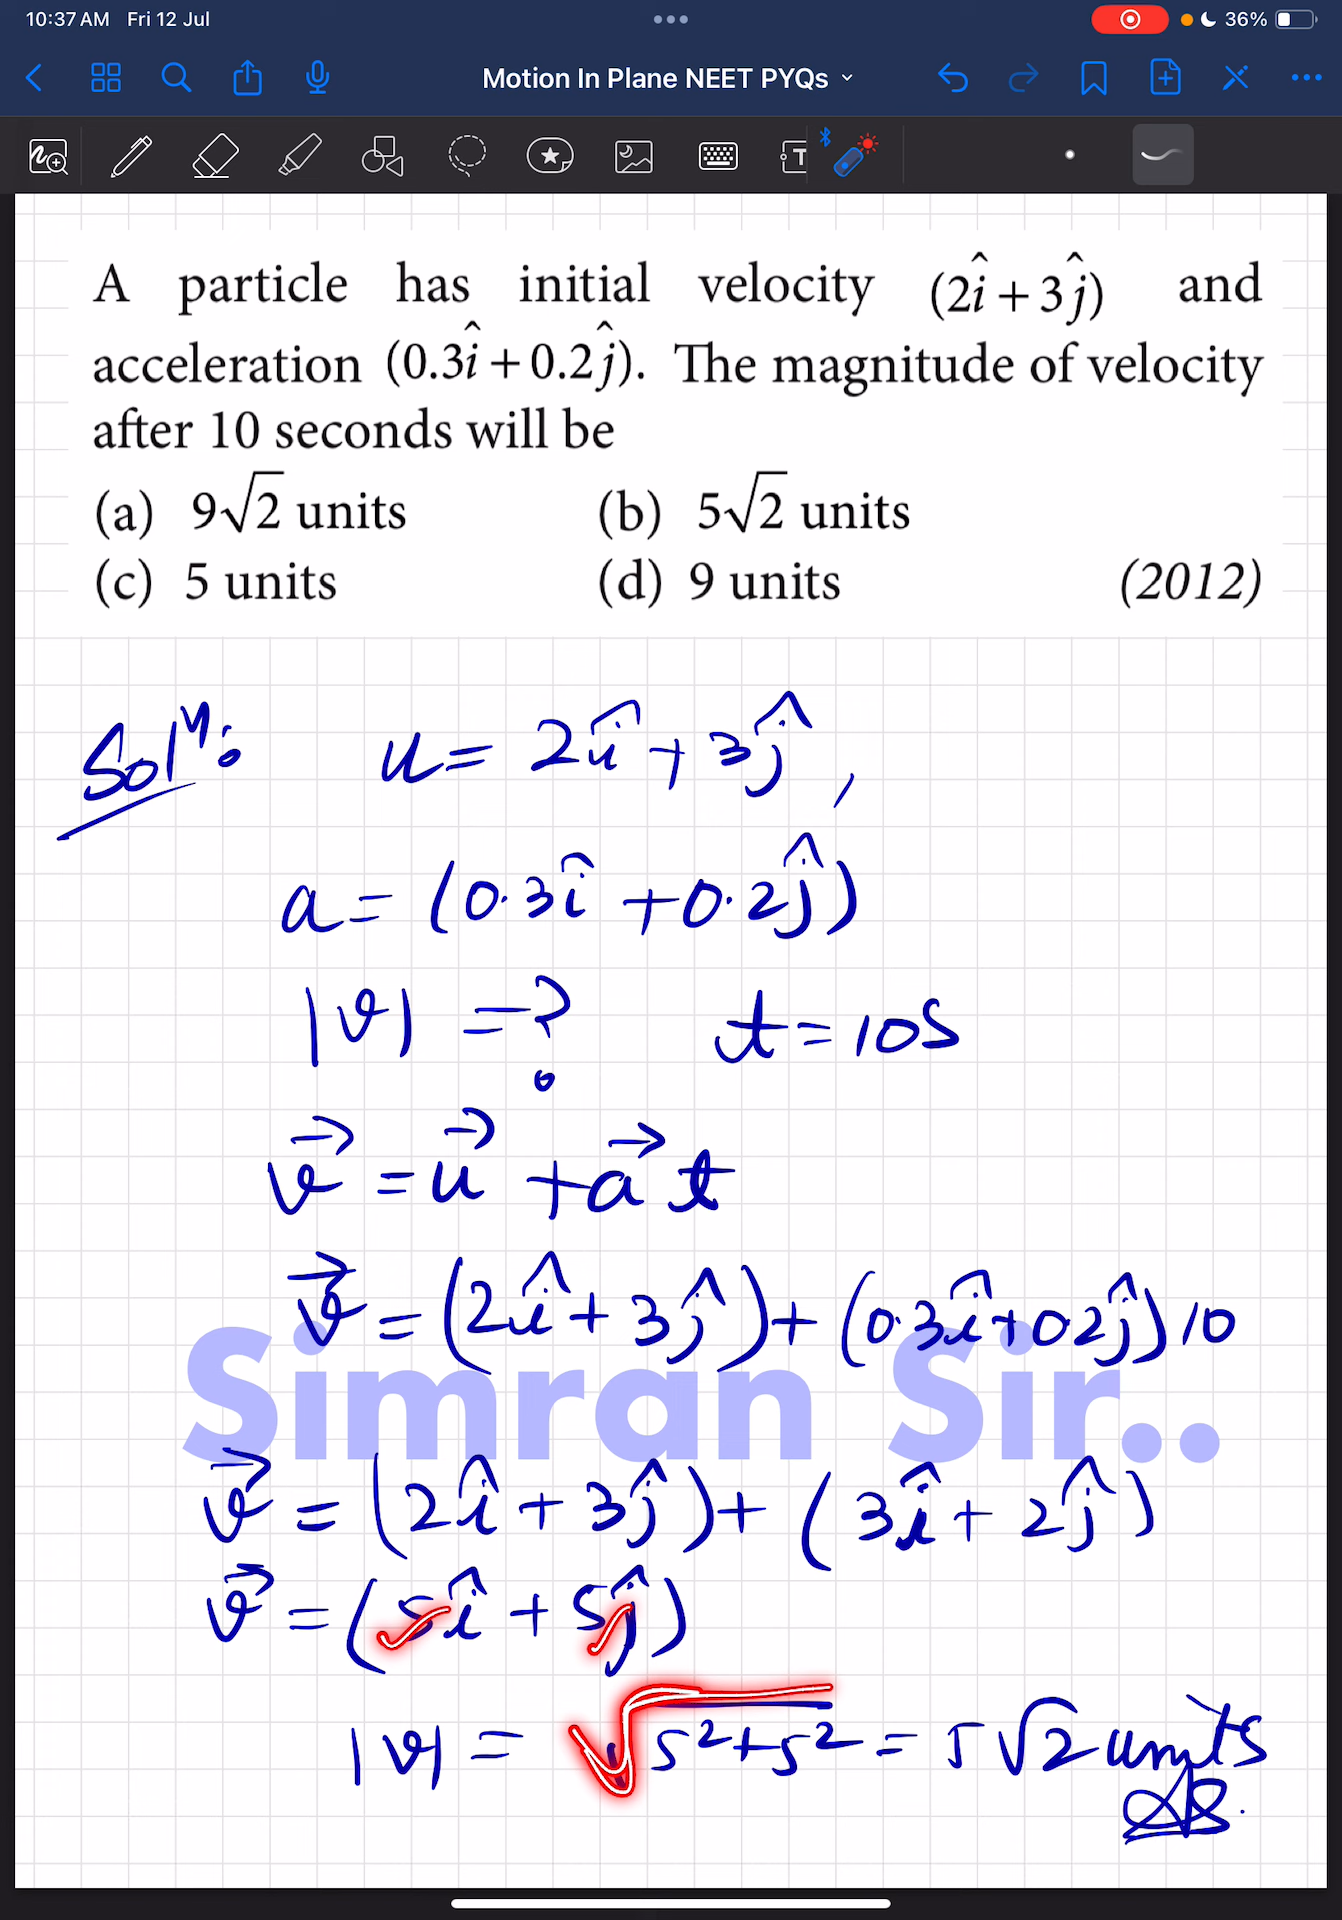 10:37 AM Fri 12 Jul
36%
Motion In Plane NEET PYQs
A particle has initial velocity (2î + 3ĵ) and
acceleration (0.3î + 0.2ĵ). The magnitude of velocity
after 10 seconds will be
(a) 9√2 units (b) 5√2 units
(c) 5 units (d) 9 units (2012)
Solⁿ: u = 2î + 3ĵ,
a = (0.3î + 0.2ĵ)
|v| = ? t = 10s
v⃗ = u⃗ + a⃗ t
v⃗ = (2î + 3ĵ) + (0.3î + 0.2ĵ) 10
Simran Sir..
v⃗ = (2î + 3ĵ) + (3î + 2ĵ)
v⃗ = (5î + 5ĵ)
|v| = √5² + 5² = 5√2 units